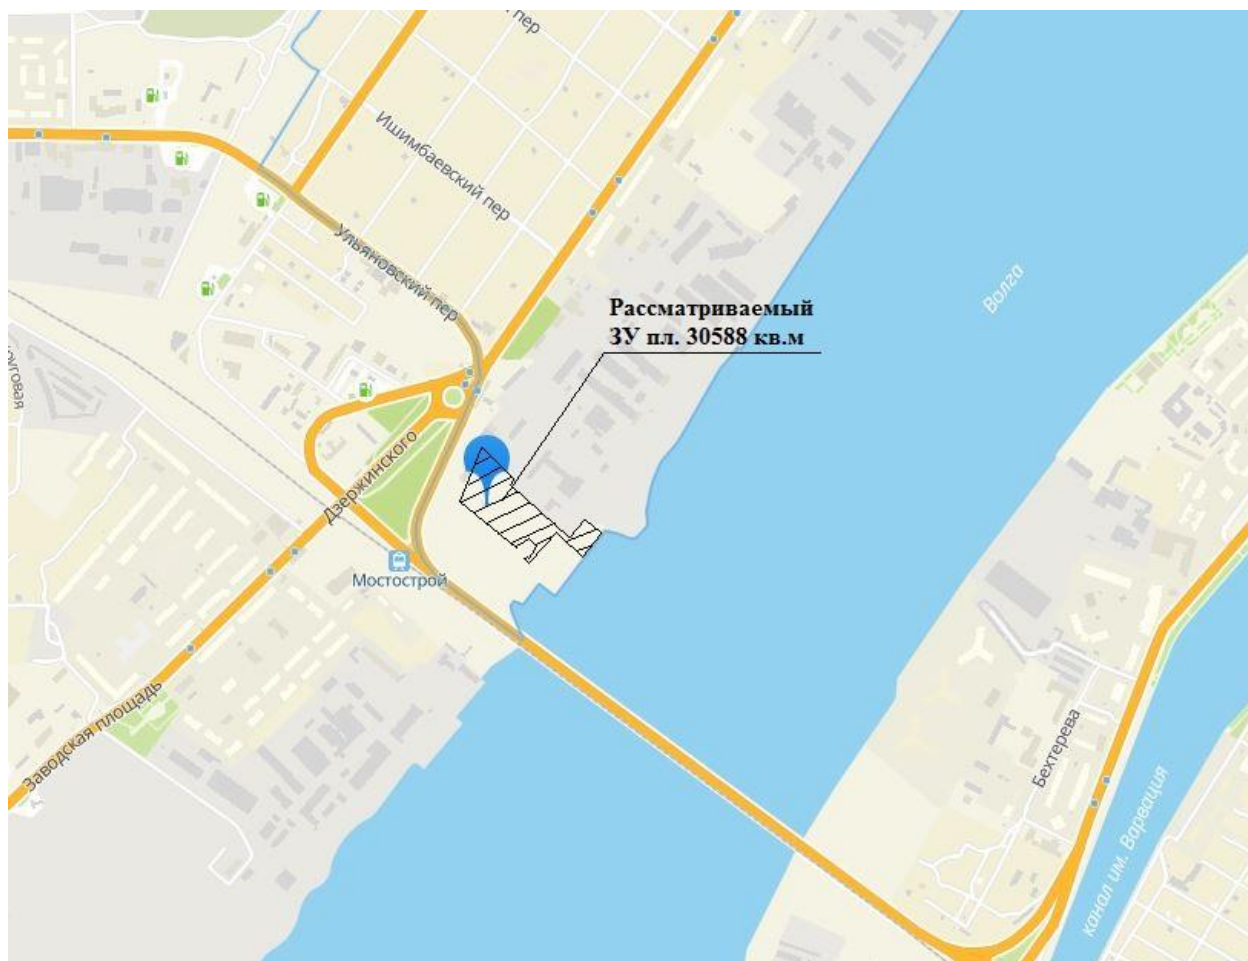 пер
Ишимбаевский пер
Ульяновский пер
Волга
Рассматриваемый
ЗУ пл. 30588 кв.м
Дзержинского
Мостострой
Заводская площадь
Бехтерева
канал им. Варвация